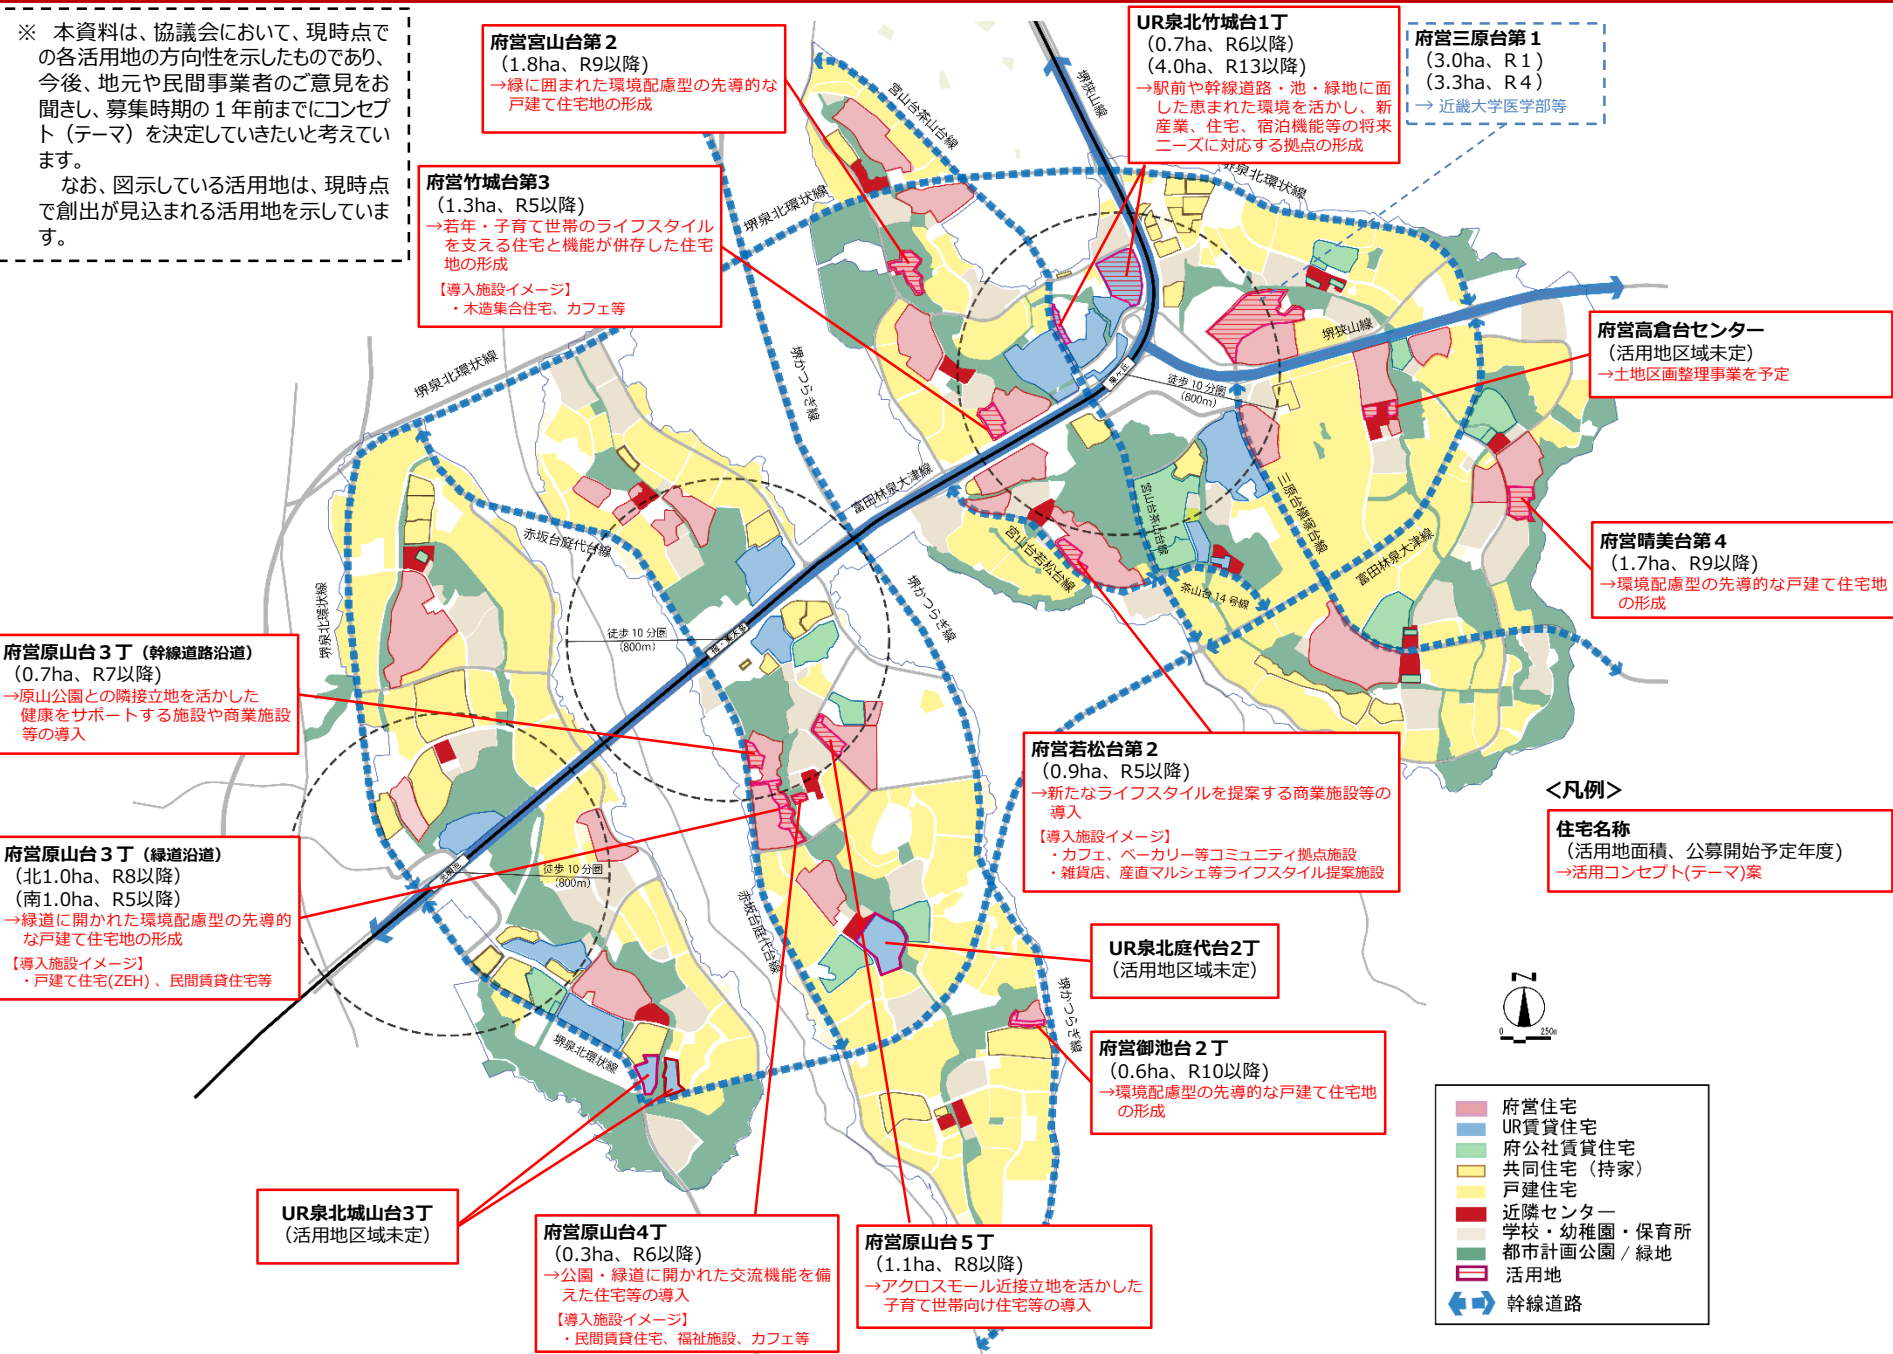 ※　本資料は、協議会において、現時点で
の各活用地の方向性を示したものであり、
今後、地元や民間事業者のご意見をお
聞きし、募集時期の１年前までにコンセプ
ト（テーマ）を決定していきたいと考えてい
ます。
なお、図示している活用地は、現時点
で創出が見込まれる活用地を示していま
す。
府営宮山台第２
（1.8ha、R9以降）
→緑に囲まれた環境配慮型の先導的な
戸建て住宅地の形成
UR泉北竹城台1丁
（0.7ha、R6以降）
（4.0ha、R13以降）
→駅前や幹線道路・池・緑地に面
した恵まれた環境を活かし、新
産業、住宅、宿泊機能等の将来
ニーズに対応する拠点の形成
府営三原台第１
（3.0ha、R１）
（3.3ha、R４）
→ 近畿大学医学部等
府営竹城台第3
（1.3ha、R5以降）
→若年・子育て世帯のライフスタイル
を支える住宅と機能が併存した住宅
地の形成
【導入施設イメージ】
・木造集合住宅、カフェ等
府営高倉台センター
（活用地区域未定）
→土地区画整理事業を予定
府営晴美台第４
（1.7ha、R9以降）
→環境配慮型の先導的な戸建て住宅地
の形成
府営原山台３丁（幹線道路沿道）
（0.7ha、R7以降）
→原山公園との隣接立地を活かした
健康をサポートする施設や商業施設
等の導入
府営原山台３丁（緑道沿道）
（北1.0ha、R8以降）
（南1.0ha、R5以降）
→緑道に開かれた環境配慮型の先導的
な戸建て住宅地の形成
【導入施設イメージ】
・戸建て住宅(ZEH) 、民間賃貸住宅等
府営若松台第２
（0.9ha、R5以降）
→新たなライフスタイルを提案する商業施設等の
導入
【導入施設イメージ】
・カフェ、ベーカリー等コミュニティ拠点施設
・雑貨店、産直マルシェ等ライフスタイル提案施設
UR泉北庭代台2丁
（活用地区域未定）
府営御池台２丁
（0.6ha、R10以降）
→環境配慮型の先導的な戸建て住宅地
の形成
UR泉北城山台3丁
（活用地区域未定）
府営原山台4丁
（0.3ha、R6以降）
→公園・緑道に開かれた交流機能を備
えた住宅等の導入
【導入施設イメージ】
・民間賃貸住宅、福祉施設、カフェ等
府営原山台５丁
（1.1ha、R8以降）
→アクロスモール近接立地を活かした
子育て世帯向け住宅等の導入
＜凡例＞
住宅名称
（活用地面積、公募開始予定年度）
→活用コンセプト(テーマ)案
宮山台茶山台線
堺狭山線
堺泉北環状線
堺泉北環状線
堺泉北環状線
堺かつらぎ線
堺狭山線
泉ヶ丘
徒歩 10 分圏
（800m）
富田林泉大津線
赤坂台庭代台線
宮山台茶山台線
三原台横塚台線
宮山台若松台線
茶山台 14 号線
富田林泉大津線
堺泉北環状線
徒歩 10 分圏
（800m）
栂・美木多
堺かつらぎ線
徒歩 10 分圏
（800m）
光明池
赤坂台庭代台線
堺かつらぎ線
堺泉北環状線
N
0 250m
府営住宅
UR賃貸住宅
府公社賃貸住宅
共同住宅（持家）
戸建住宅
近隣センター
学校・幼稚園・保育所
都市計画公園 / 緑地
活用地
幹線道路